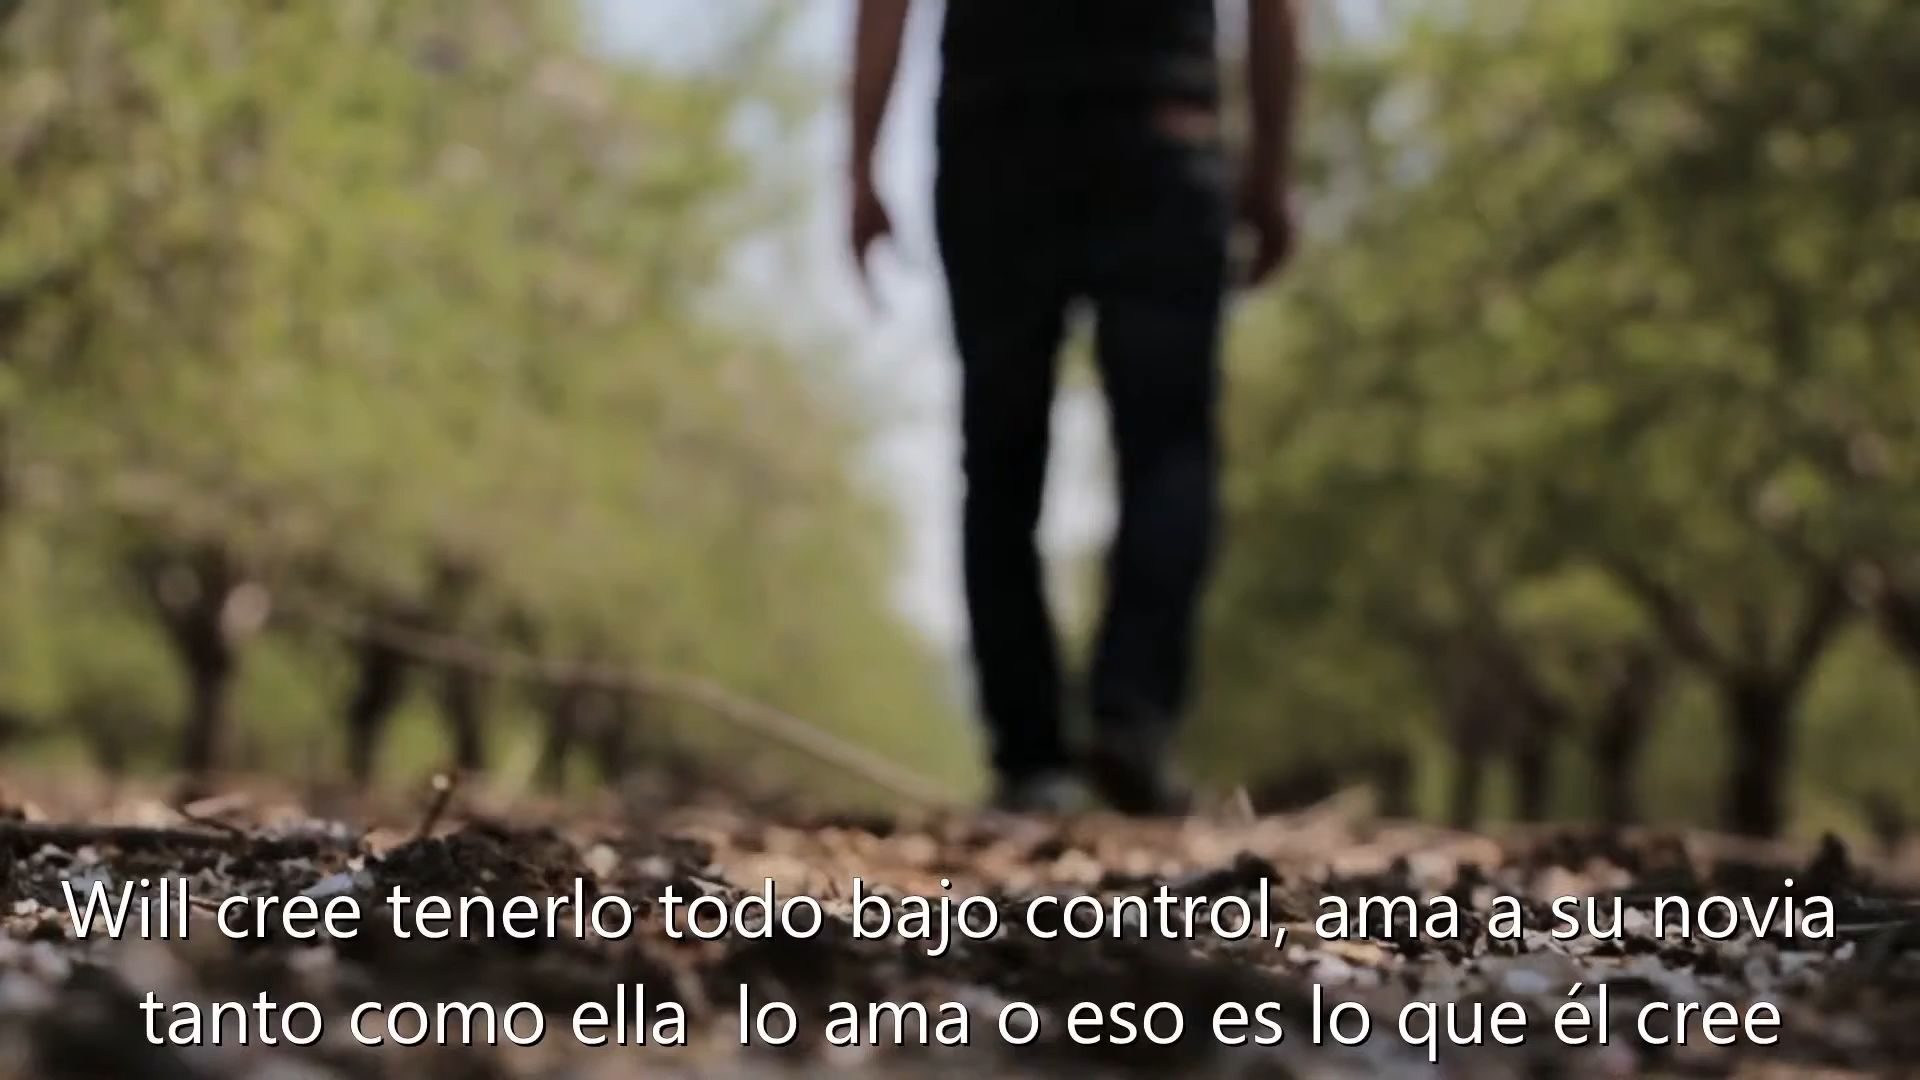 Will cree tenerlo todo bajo control, ama a su novia
tanto como ella  lo ama o eso es lo que él cree